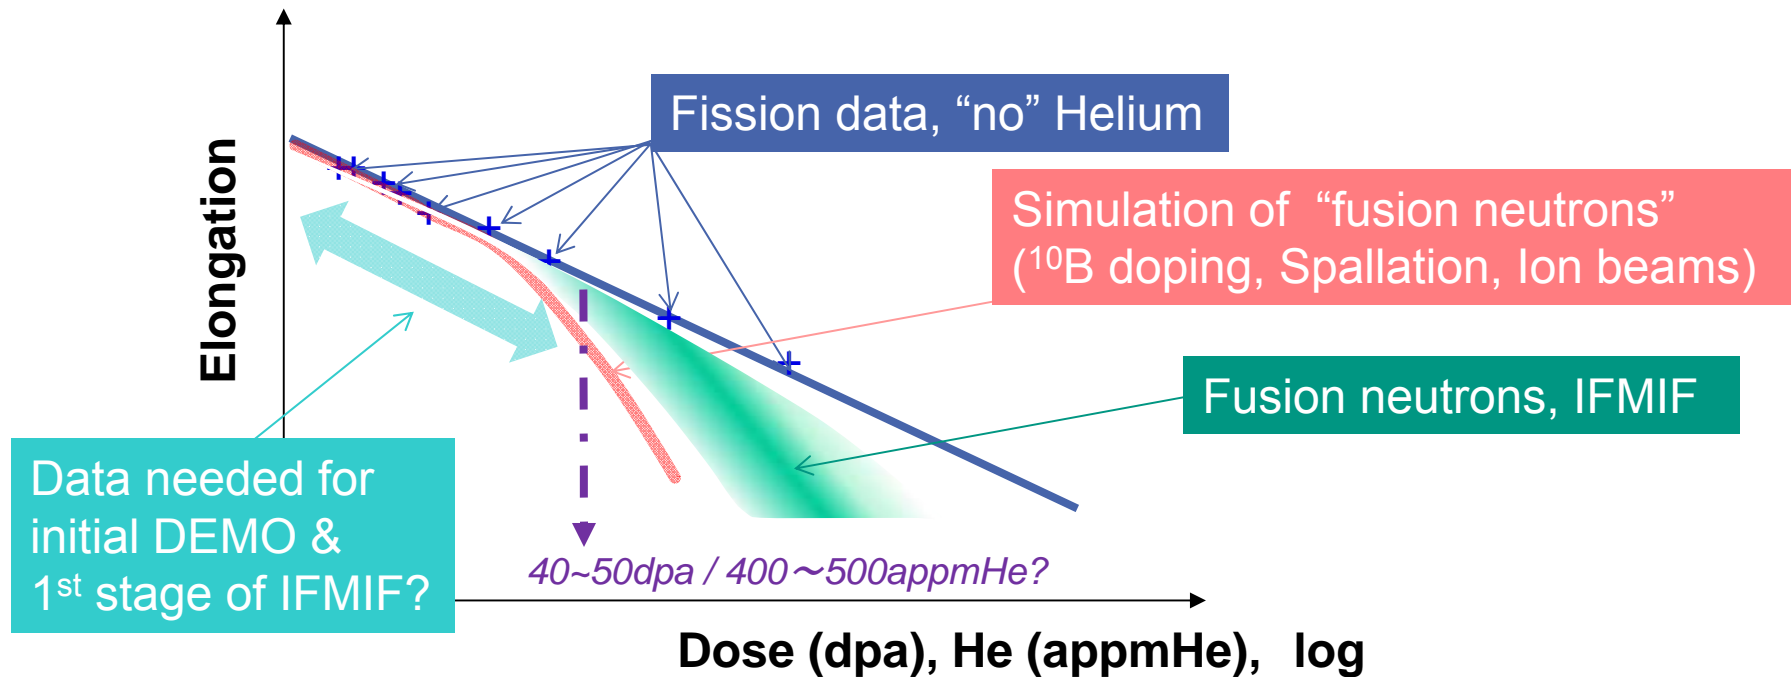 Fission data, “no” Helium
Elongation
Simulation of “fusion neutrons”
(¹⁰B doping, Spallation, Ion beams)
Fusion neutrons, IFMIF
Data needed for
initial DEMO &
1ˢᵗ stage of IFMIF?
40~50dpa / 400～500appmHe?
Dose (dpa), He (appmHe), log